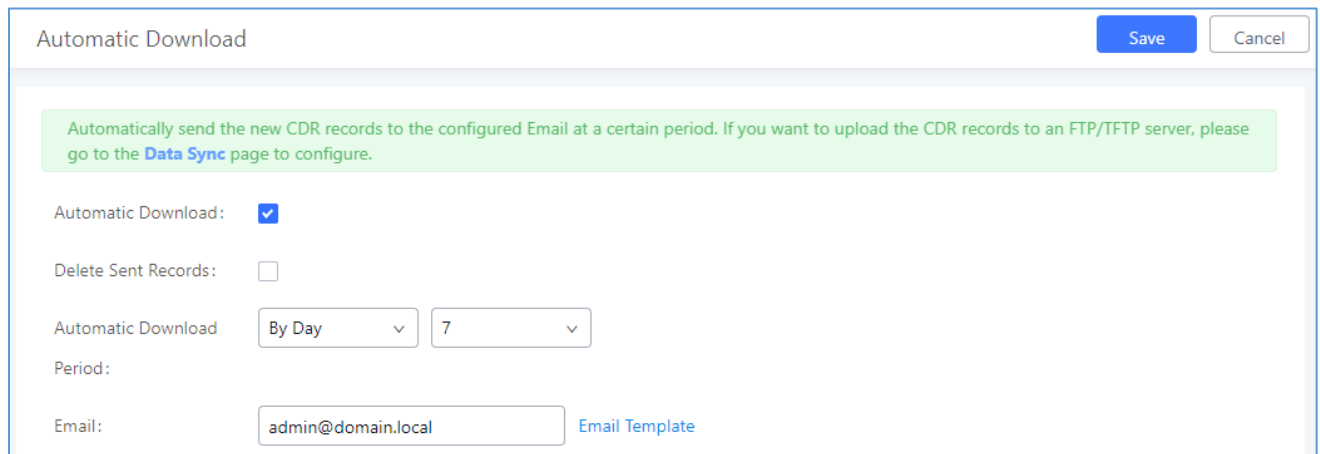 Automatic Download
Save
Cancel
Automatically send the new CDR records to the configured Email at a certain period. If you want to upload the CDR records to an FTP/TFTP server, please
go to the Data Sync page to configure.
Automatic Download:
Delete Sent Records:
Automatic Download By Day 7
Period:
Email: admin@domain.local Email Template